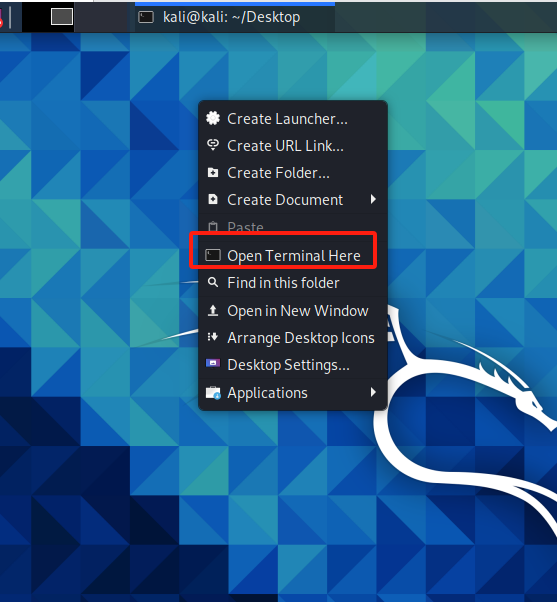 kali@kali: ~/Desktop
Create Launcher...
Create URL Link...
Create Folder...
Create Document
Paste
Open Terminal Here
Find in this folder
Open in New Window
Arrange Desktop Icons
Desktop Settings...
Applications